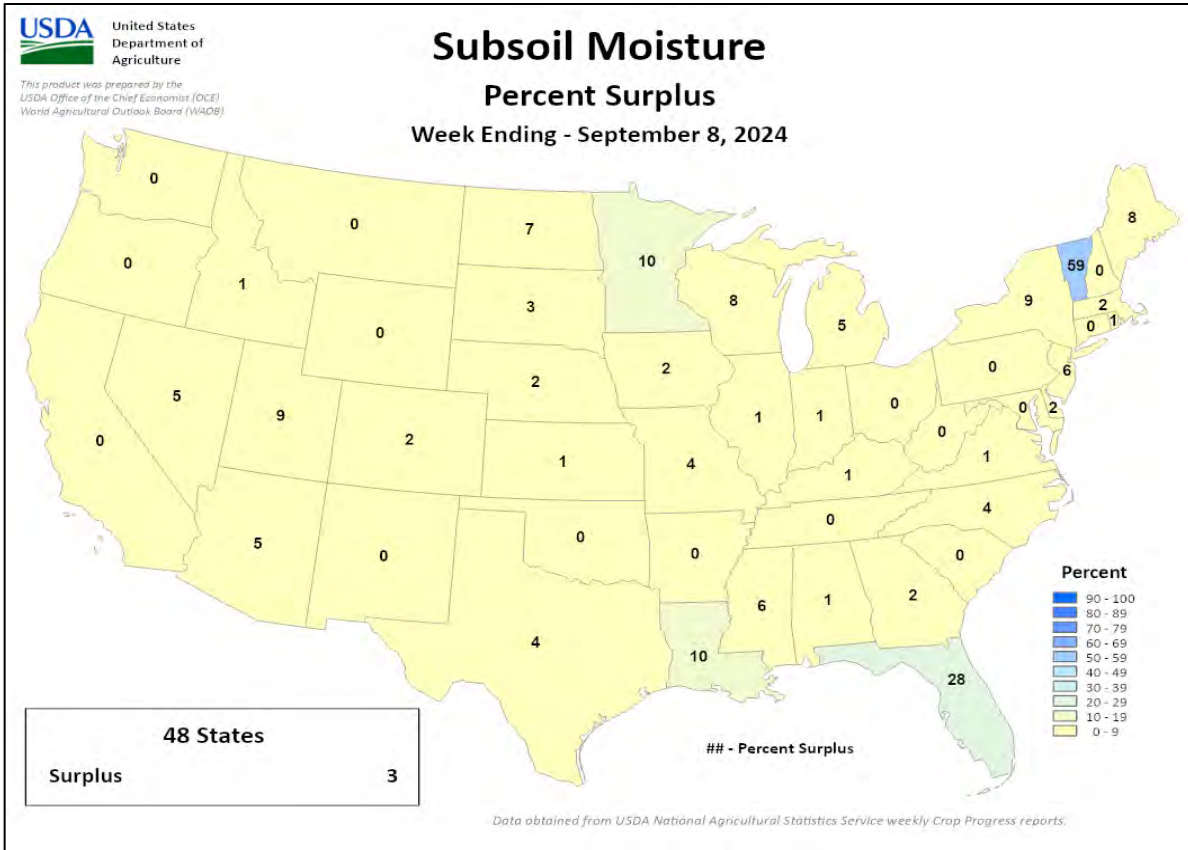 USDA
United States
Department of
Agriculture
This product was prepared by the
USDA Office of the Chief Economist (OCE)
World Agricultural Outlook Board (WAOB)
Subsoil Moisture
Percent Surplus
Week Ending - September 8, 2024
0
0
7
10
8
59
0
0
1
0
3
8
5
9
2
0
1
5
9
2
2
2
1
1
0
0
6
0
2
0
0
1
4
1
1
5
0
0
0
0
4
0
4
10
6
1
2
28
Percent
90 - 100
80 - 89
70 - 79
60 - 69
50 - 59
40 - 49
30 - 39
20 - 29
10 - 19
0 - 9
48 States
Surplus 3
## - Percent Surplus
Data obtained from USDA National Agricultural Statistics Service weekly Crop Progress reports.